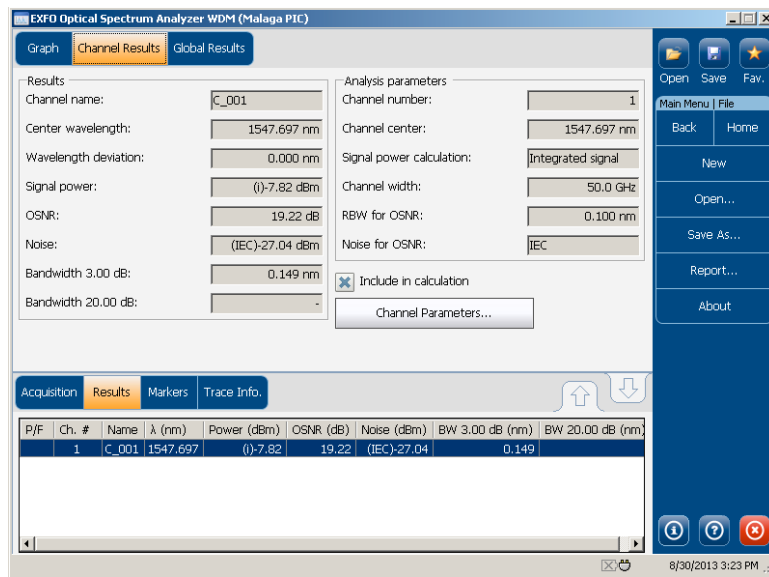 EXFO Optical Spectrum Analyzer WDM (Malaga PIC)
Graph Channel Results Global Results
Results
Channel name: C_001
Center wavelength: 1547.697 nm
Wavelength deviation: 0.000 nm
Signal power: (i)-7.82 dBm
OSNR: 19.22 dB
Noise: (IEC)-27.04 dBm
Bandwidth 3.00 dB: 0.149 nm
Bandwidth 20.00 dB: -
Analysis parameters
Channel number: 1
Channel center: 1547.697 nm
Signal power calculation: Integrated signal
Channel width: 50.0 GHz
RBW for OSNR: 0.100 nm
Noise for OSNR: IEC
Include in calculation
Channel Parameters...
Open Save Fav.
Main Menu | File
Back Home
New
Open...
Save As...
Report...
About
Acquisition Results Markers Trace Info.
P/F Ch. # Name λ (nm) Power (dBm) OSNR (dB) Noise (dBm) BW 3.00 dB (nm) BW 20.00 dB (nm)
1 C_001 1547.697 (i)-7.82 19.22 (IEC)-27.04 0.149
8/30/2013 3:23 PM